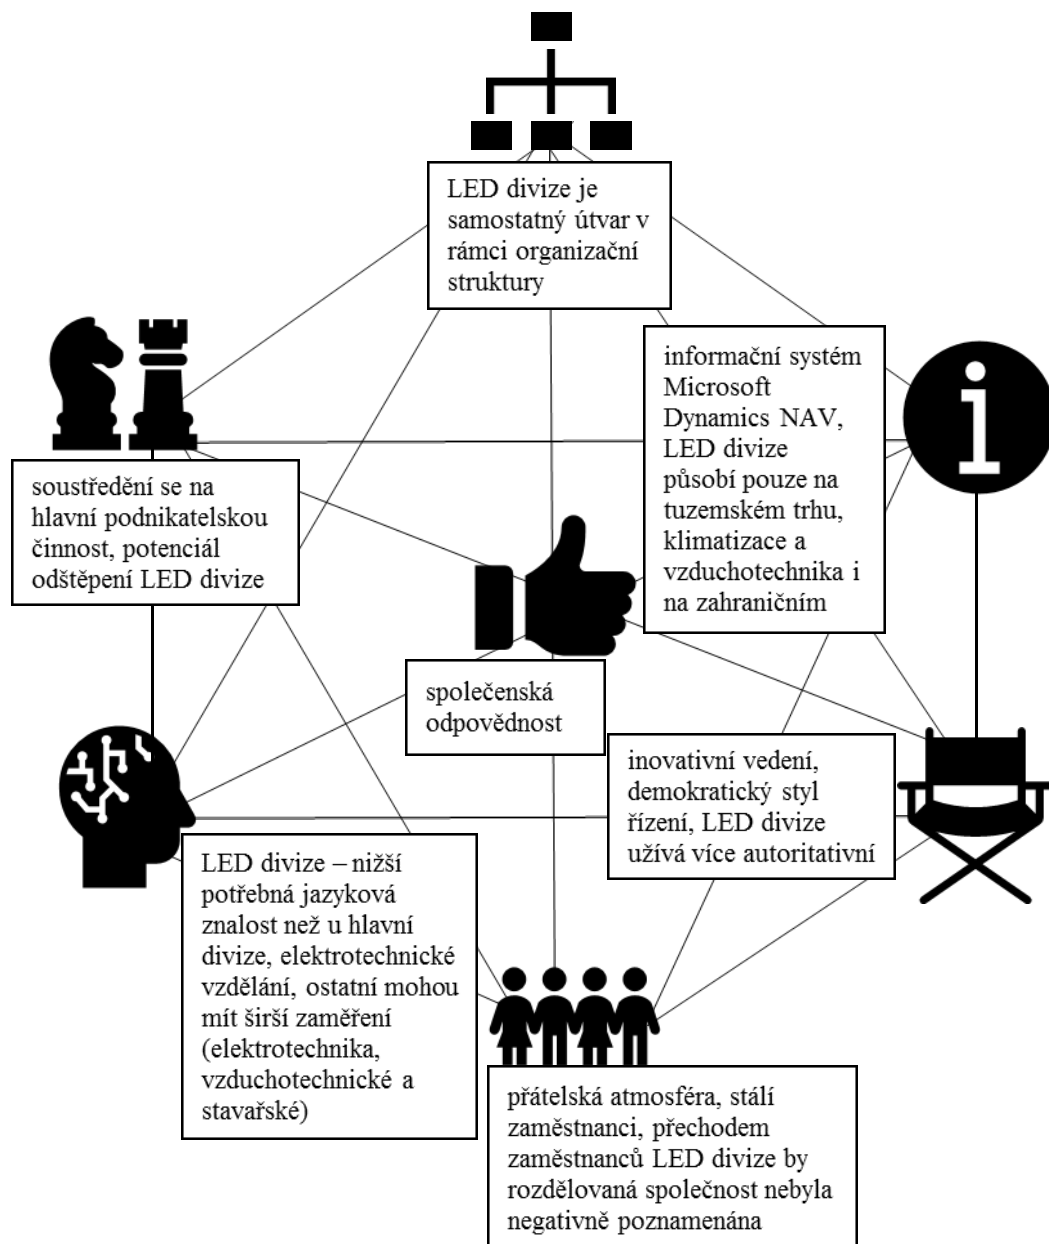 LED divize je
samostatný útvar v
rámci organizační
struktury
informační systém
Microsoft
Dynamics NAV,
LED divize
působí pouze na
tuzemském trhu,
klimatizace a
vzduchotechnika i
na zahraničním
soustředění se na
hlavní podnikatelskou
činnost, potenciál
odštěpení LED divize
společenská
odpovědnost
inovativní vedení,
demokratický styl
řízení, LED divize
užívá více autoritativní
LED divize – nižší
potřebná jazyková
znalost než u hlavní
divize, elektrotechnické
vzdělání, ostatní mohou
mít širší zaměření
(elektrotechnika,
vzduchotechnické a
stavařské)
přátelská atmosféra, stálí
zaměstnanci, přechodem
zaměstnanců LED divize by
rozdělovaná společnost nebyla
negativně poznamenána